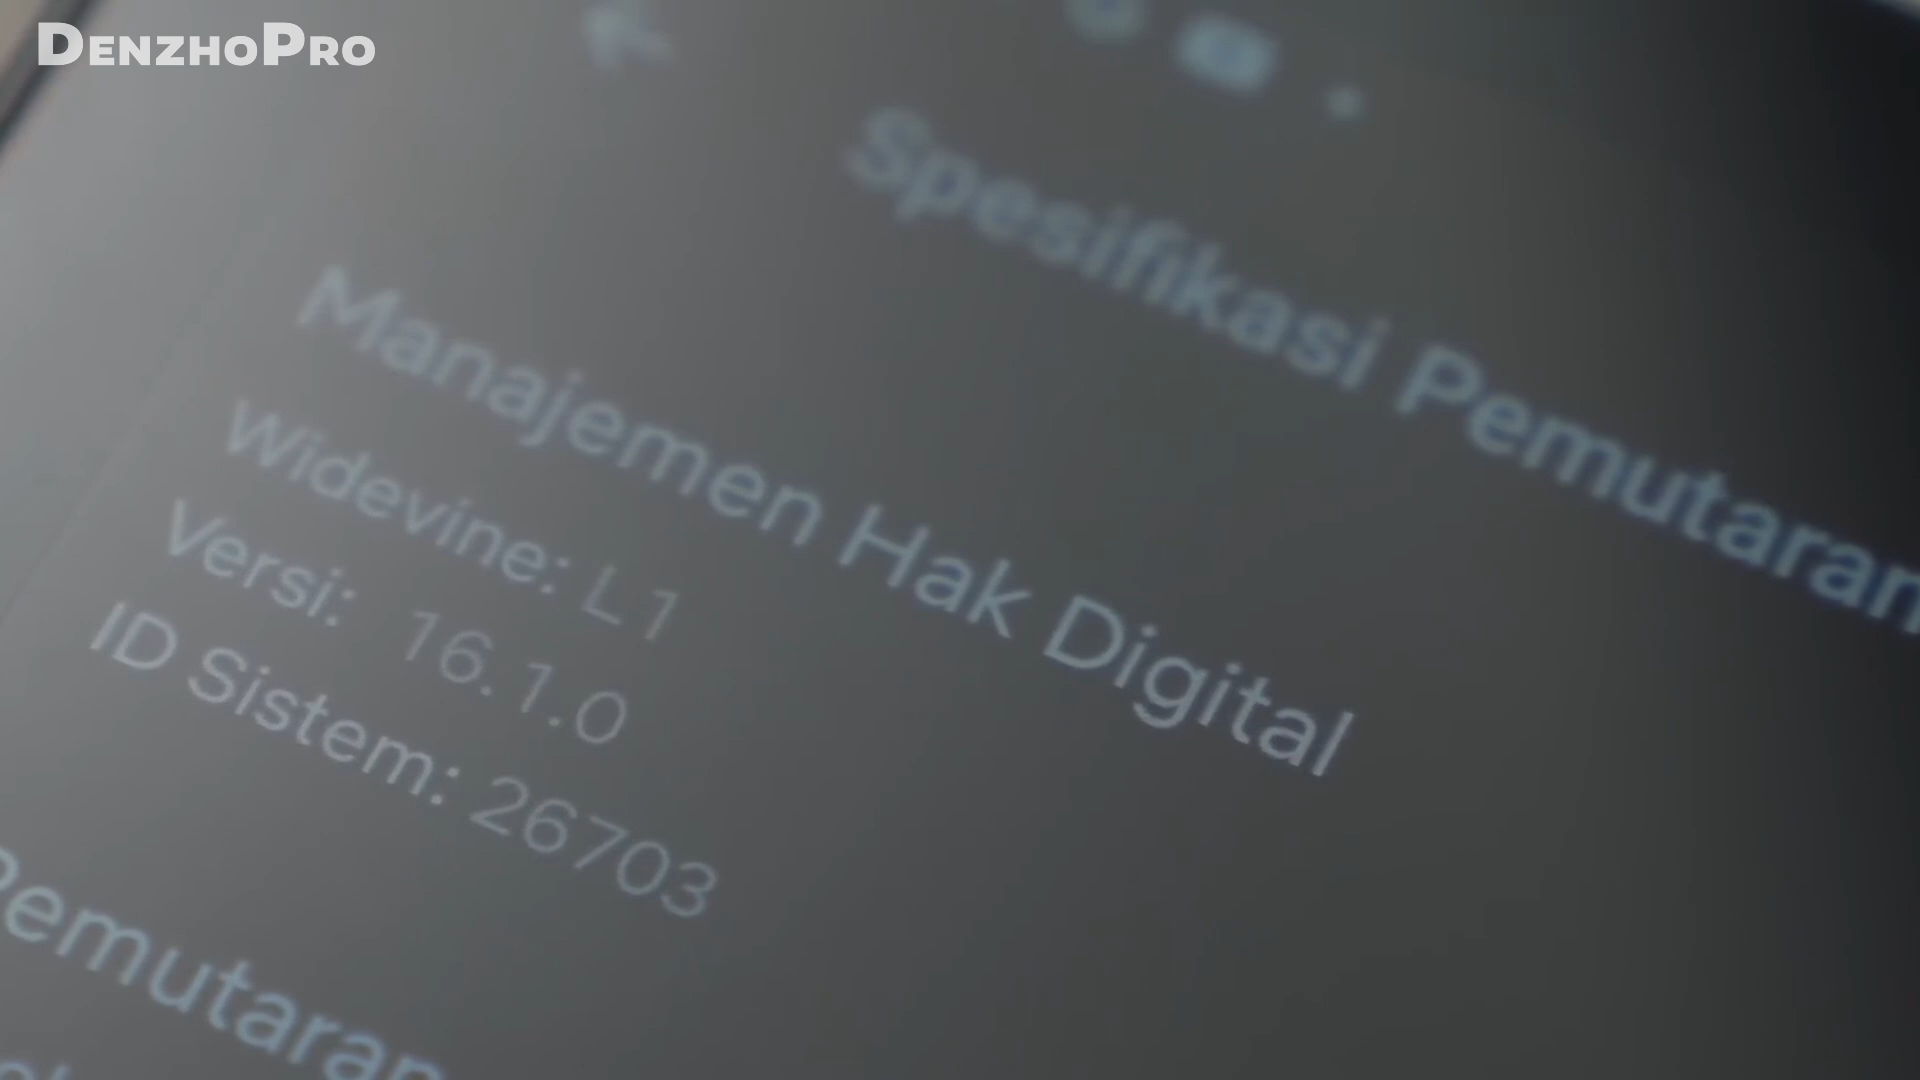 DENZHOPRO
Spesifikasi Pemutaran
Manajemen Hak Digital
Widevine: L1
Versi: 16.1.0
ID Sistem: 26703
Pemutaran